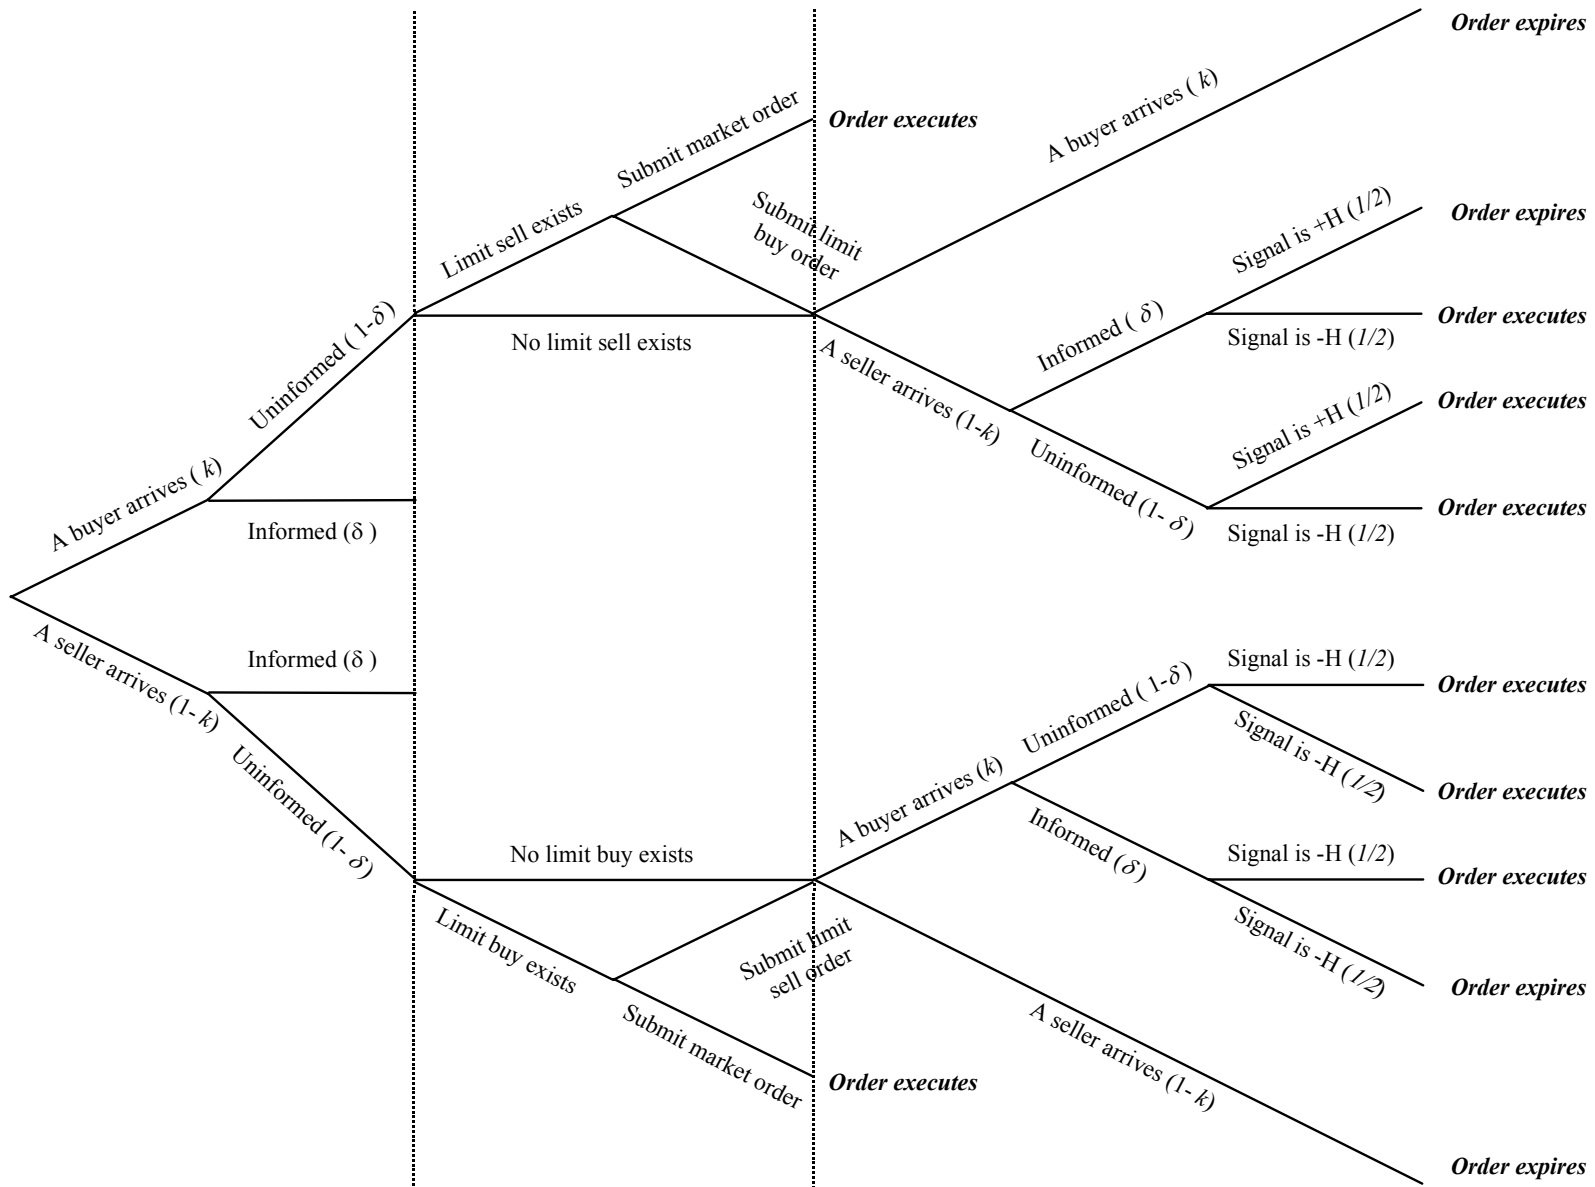 Order expires
A buyer arrives ( k)
Submit market order
Order executes
Limit sell exists
Submit limit
buy order
Signal is +H (1/2)
Order expires
Informed ( δ)
Signal is -H (1/2)
Order executes
Uninformed ( 1-δ)
No limit sell exists
A seller arrives (1-k)
Signal is +H (1/2)
Order executes
Uninformed (1- δ)
Signal is -H (1/2)
Order executes
A buyer arrives ( k)
Informed (δ )
A seller arrives (1- k)
Informed (δ )
Uninformed (1- δ)
Uninformed ( 1-δ)
Signal is -H (1/2)
Order executes
Signal is -H (1/2)
Order executes
A buyer arrives (k)
No limit buy exists
Informed (δ)
Signal is -H (1/2)
Order executes
Signal is -H (1/2)
Order expires
Limit buy exists
Submit limit
sell order
Submit market order
Order executes
A seller arrives (1- k)
Order expires